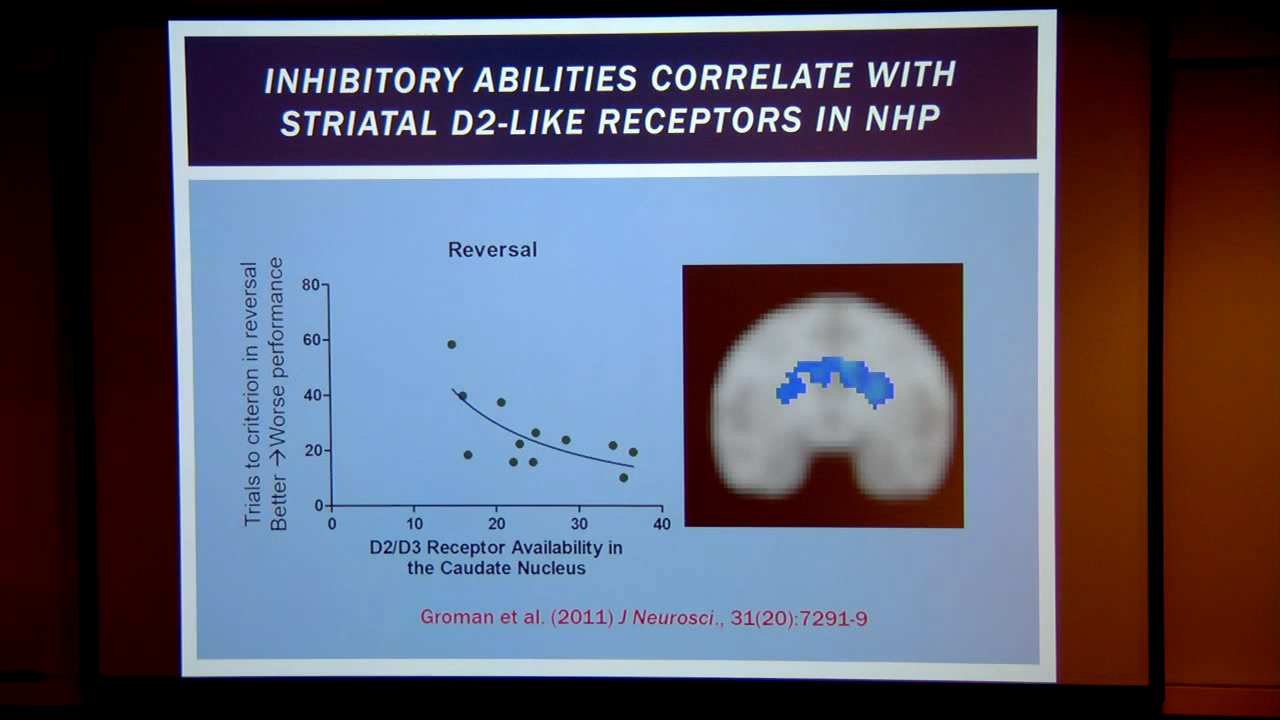 INHIBITORY ABILITIES CORRELATE WITH
STRIATAL D2-LIKE RECEPTORS IN NHP
Reversal
Trials to criterion in reversal
Better →Worse performance
80
60
40
20
0
0 10 20 30 40
D2/D3 Receptor Availability in
the Caudate Nucleus
Groman et al. (2011) J Neurosci., 31(20):7291-9